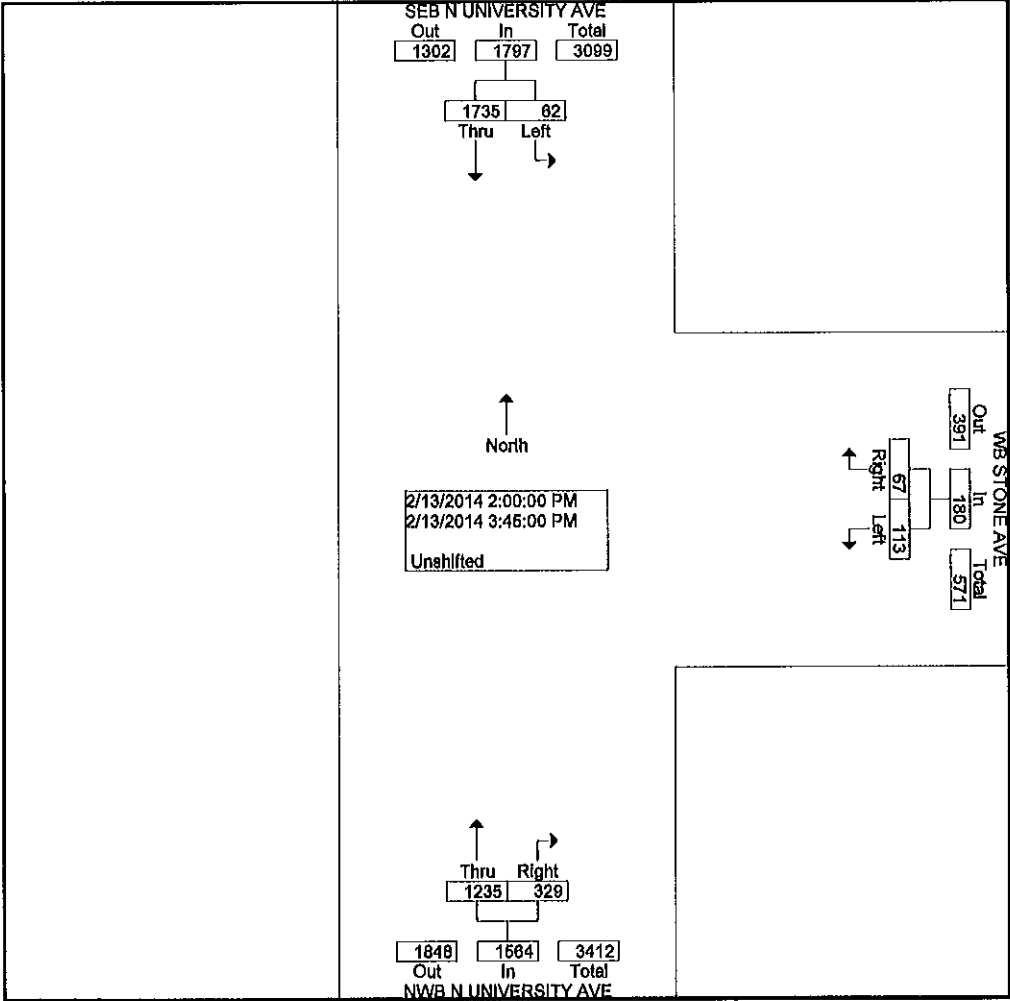 SEB N UNIVERSITY AVE
Out In Total
1302 1797 3099
1735 62
Thru Left
North
2/13/2014 2:00:00 PM
2/13/2014 3:45:00 PM
Unshifted
WB STONE AVE
Out In Total
391 180 571
67 113
Right Left
Thru Right
1235 329
1848 1564 3412
Out In Total
NWB N UNIVERSITY AVE